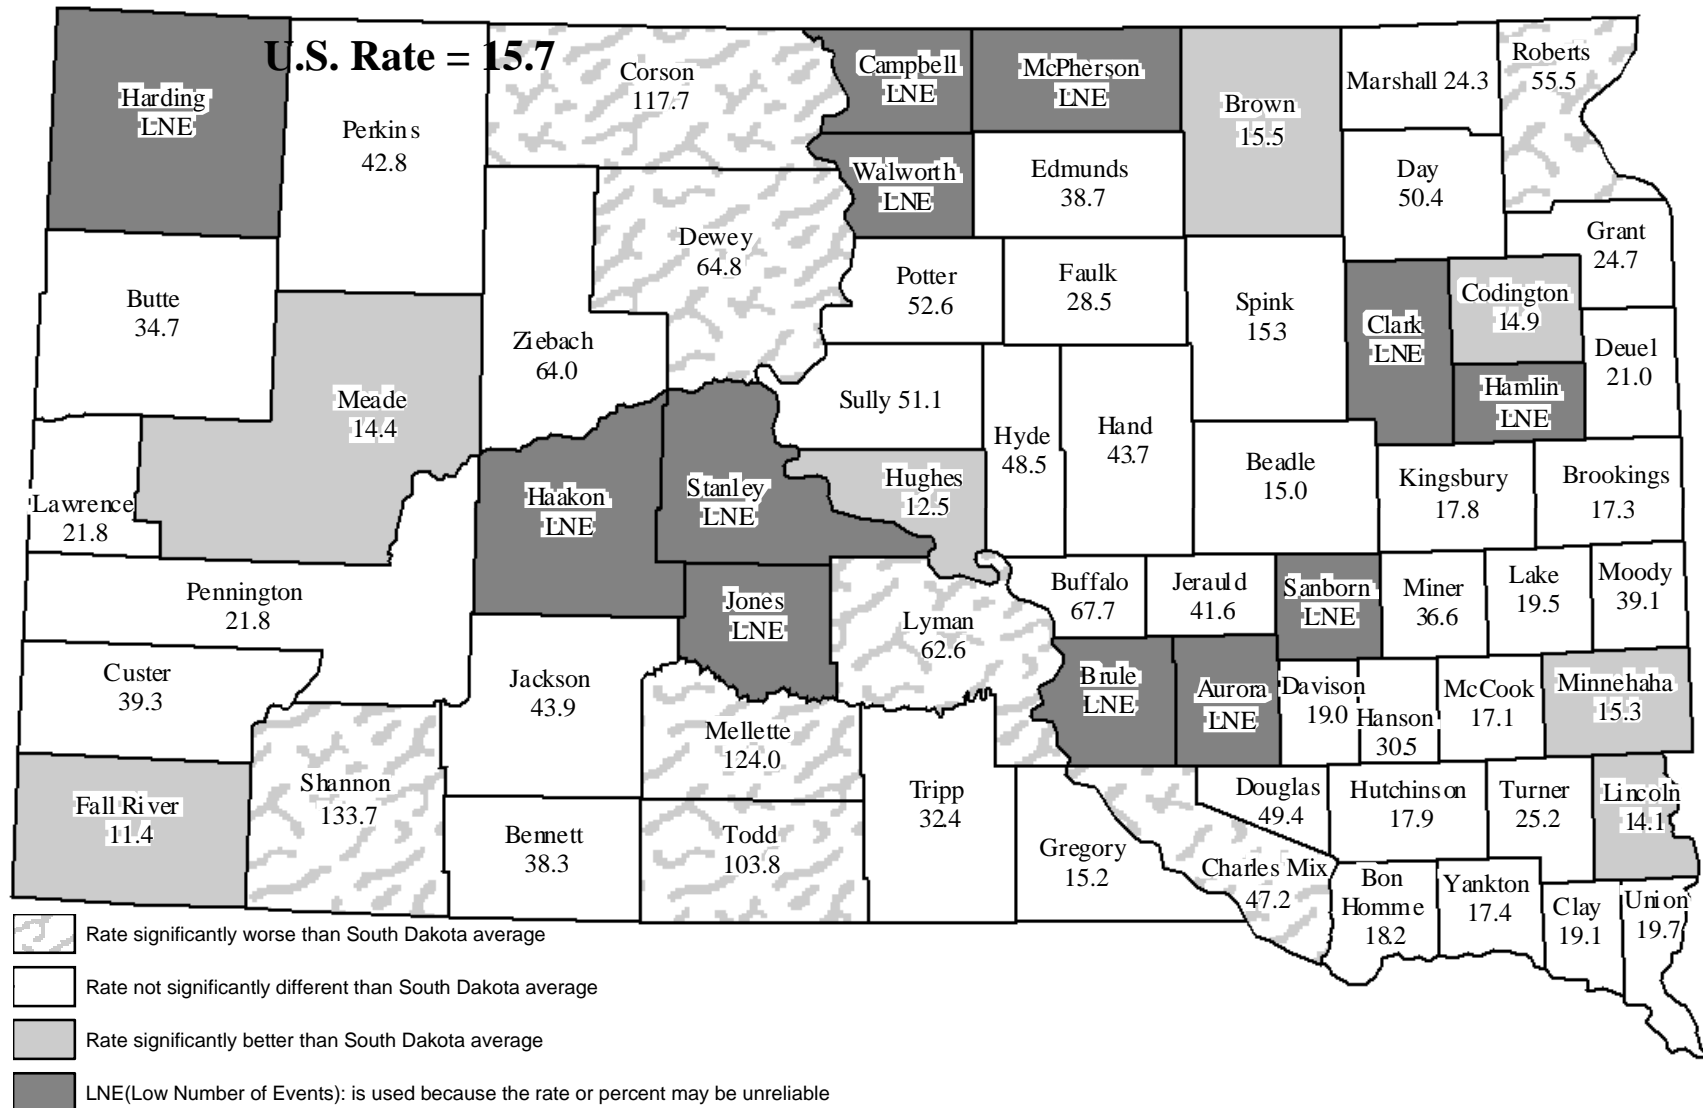 U.S. Rate = 15.7
Harding
LNE
Perkins
42.8
Corson
117.7
Campbell
LNE
McPherson
LNE
Brown
15.5
Marshall 24.3
Roberts
55.5
Walworth
LNE
Edmunds
38.7
Day
50.4
Butte
34.7
Dewey
64.8
Potter
52.6
Faulk
28.5
Spink
15.3
Grant
24.7
Codington
14.9
Clark
LNE
Deuel
21.0
Ziebach
64.0
Meade
14.4
Sully 51.1
Hyde
48.5
Hand
43.7
Hamlin
LNE
Lawrence
21.8
Haakon
LNE
Stanley
LNE
Hughes
12.5
Beadle
15.0
Kingsbury
17.8
Brookings
17.3
Pennington
21.8
Jones
LNE
Lyman
62.6
Buffalo
67.7
Jerauld
41.6
Sanborn
LNE
Miner
36.6
Lake
19.5
Moody
39.1
Custer
39.3
Jackson
43.9
Mellette
124.0
Brule
LNE
Aurora
LNE
Davison
19.0
Hanson
30.5
McCook
17.1
Minnehaha
15.3
Fall River
11.4
Shannon
133.7
Bennett
38.3
Todd
103.8
Tripp
32.4
Gregory
15.2
Douglas
49.4
Charles Mix
47.2
Hutchinson
17.9
Turner
25.2
Lincoln
14.1
Bon
Homme
18.2
Yankton
17.4
Clay
19.1
Union
19.7
Rate significantly worse than South Dakota average
Rate not significantly different than South Dakota average
Rate significantly better than South Dakota average
LNE(Low Number of Events): is used because the rate or percent may be unreliable